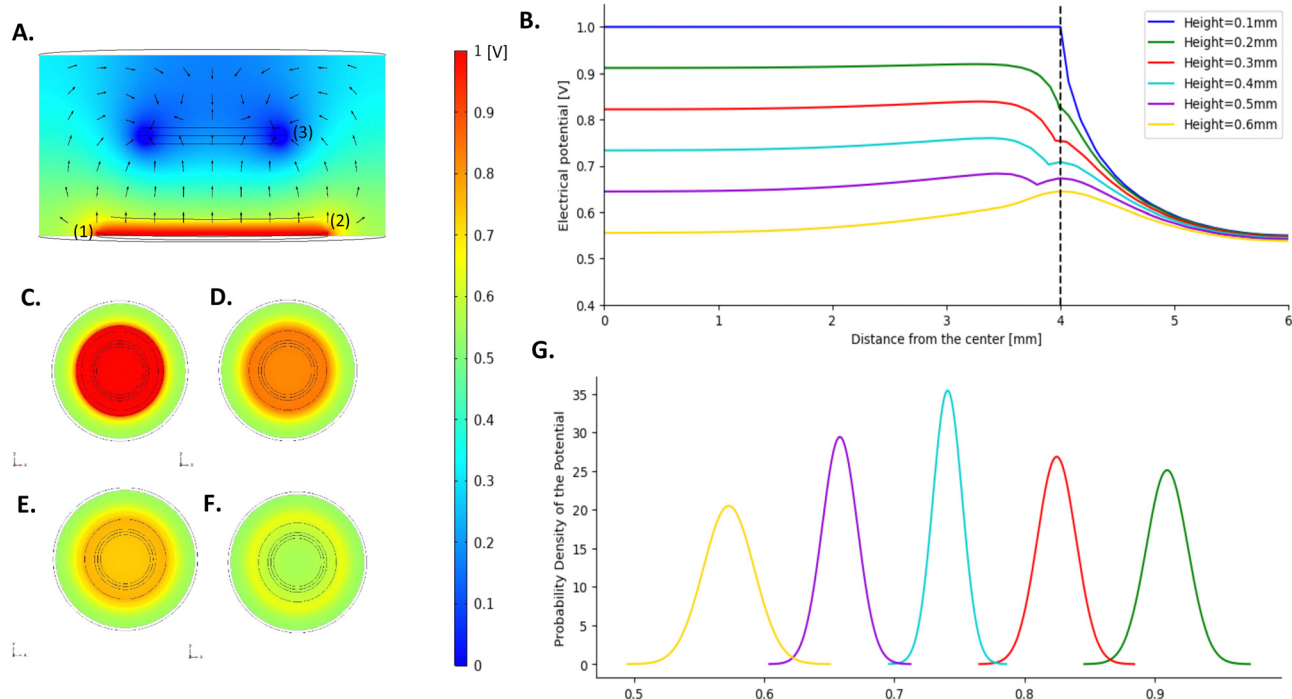 A.
1 [V]
0.9
0.8
0.7
0.6
0.5
0.4
0.3
0.2
0.1
0
(1)
(2)
(3)
B.
Electrical potential [V]
1.0
0.9
0.8
0.7
0.6
0.5
0.4
0
1
2
3
4
5
6
Distance from the center [mm]
Height=0.1mm
Height=0.2mm
Height=0.3mm
Height=0.4mm
Height=0.5mm
Height=0.6mm
C.
D.
y
x
y
x
E.
F.
y
x
y
x
G.
Probability Density of the Potential
35
30
25
20
15
10
5
0
0.5
0.6
0.7
0.8
0.9